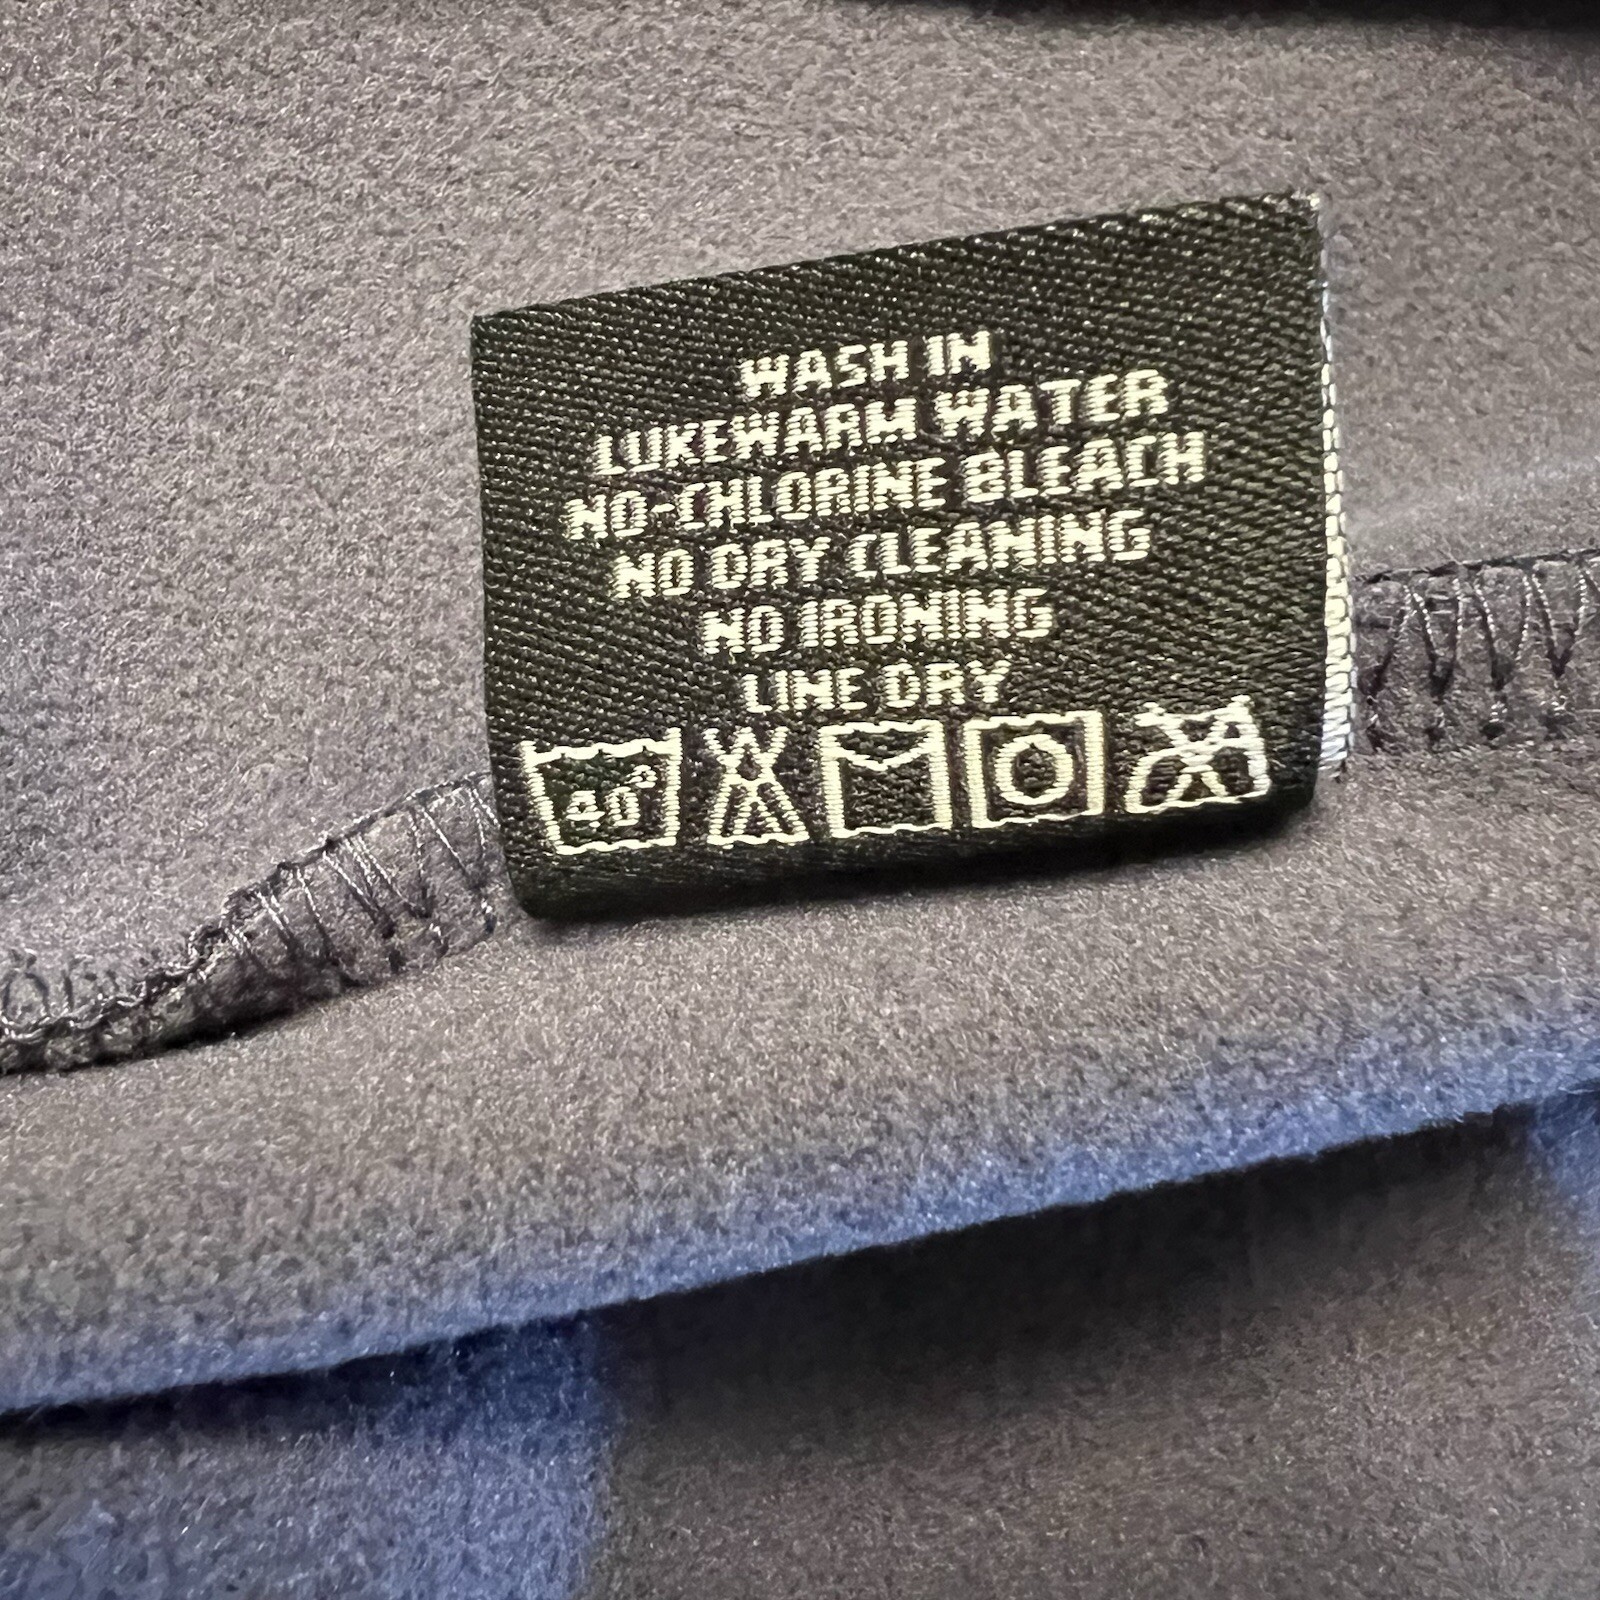 WASH IN
LUKEWARM WATER
NO-CHLORINE BLEACH
NO DRY CLEANING
NO IRONING
LINE DRY
40°